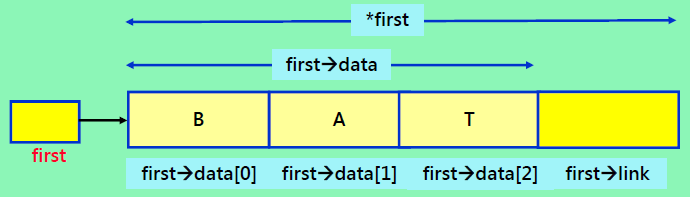 *first
first→data
B A T
first
first→data[0] first→data[1] first→data[2] first→link